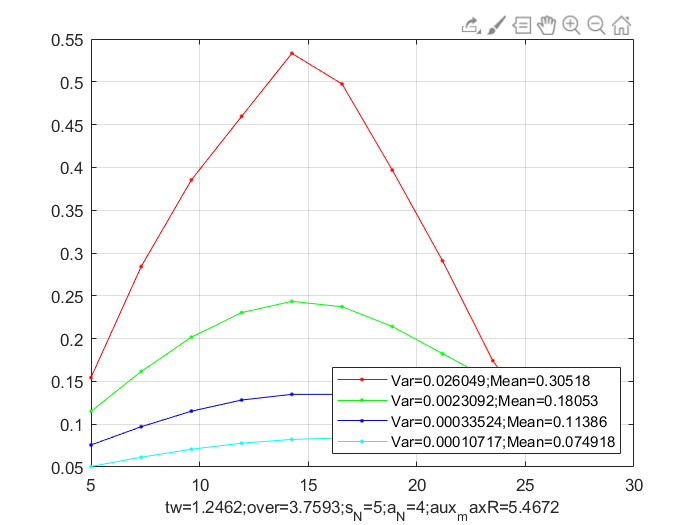 0.55
0.5
0.45
0.4
0.35
0.3
0.25
0.2
0.15
0.1
0.05
Var=0.026049;Mean=0.30518
Var=0.0023092;Mean=0.18053
Var=0.00033524;Mean=0.11386
Var=0.00010717;Mean=0.074918
5 10 15 20 25 30
tw=1.2462;over=3.7593;s_N=5;a_N=4;aux_maxR=5.4672